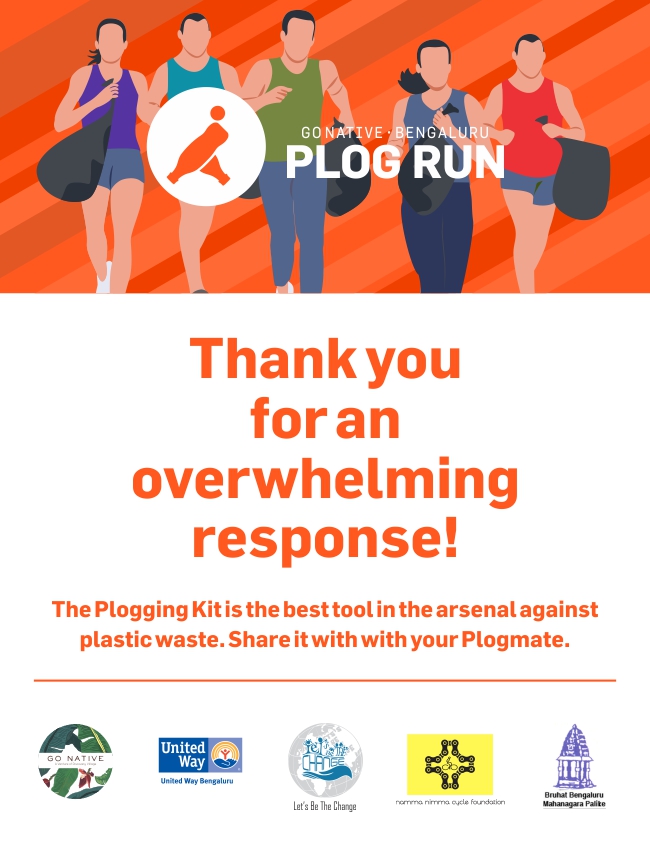 GO NATIVE · BENGALURU
PLOG RUN
Thank you
for an
overwhelming
response!
The Plogging Kit is the best tool in the arsenal against
plastic waste. Share it with with your Plogmate.
GO NATIVE
United
Way
United Way Bengaluru
CHANGE
Let's Be The Change
namma nimma cycle foundation
Bruhat Bengaluru
Mahanagara Palike